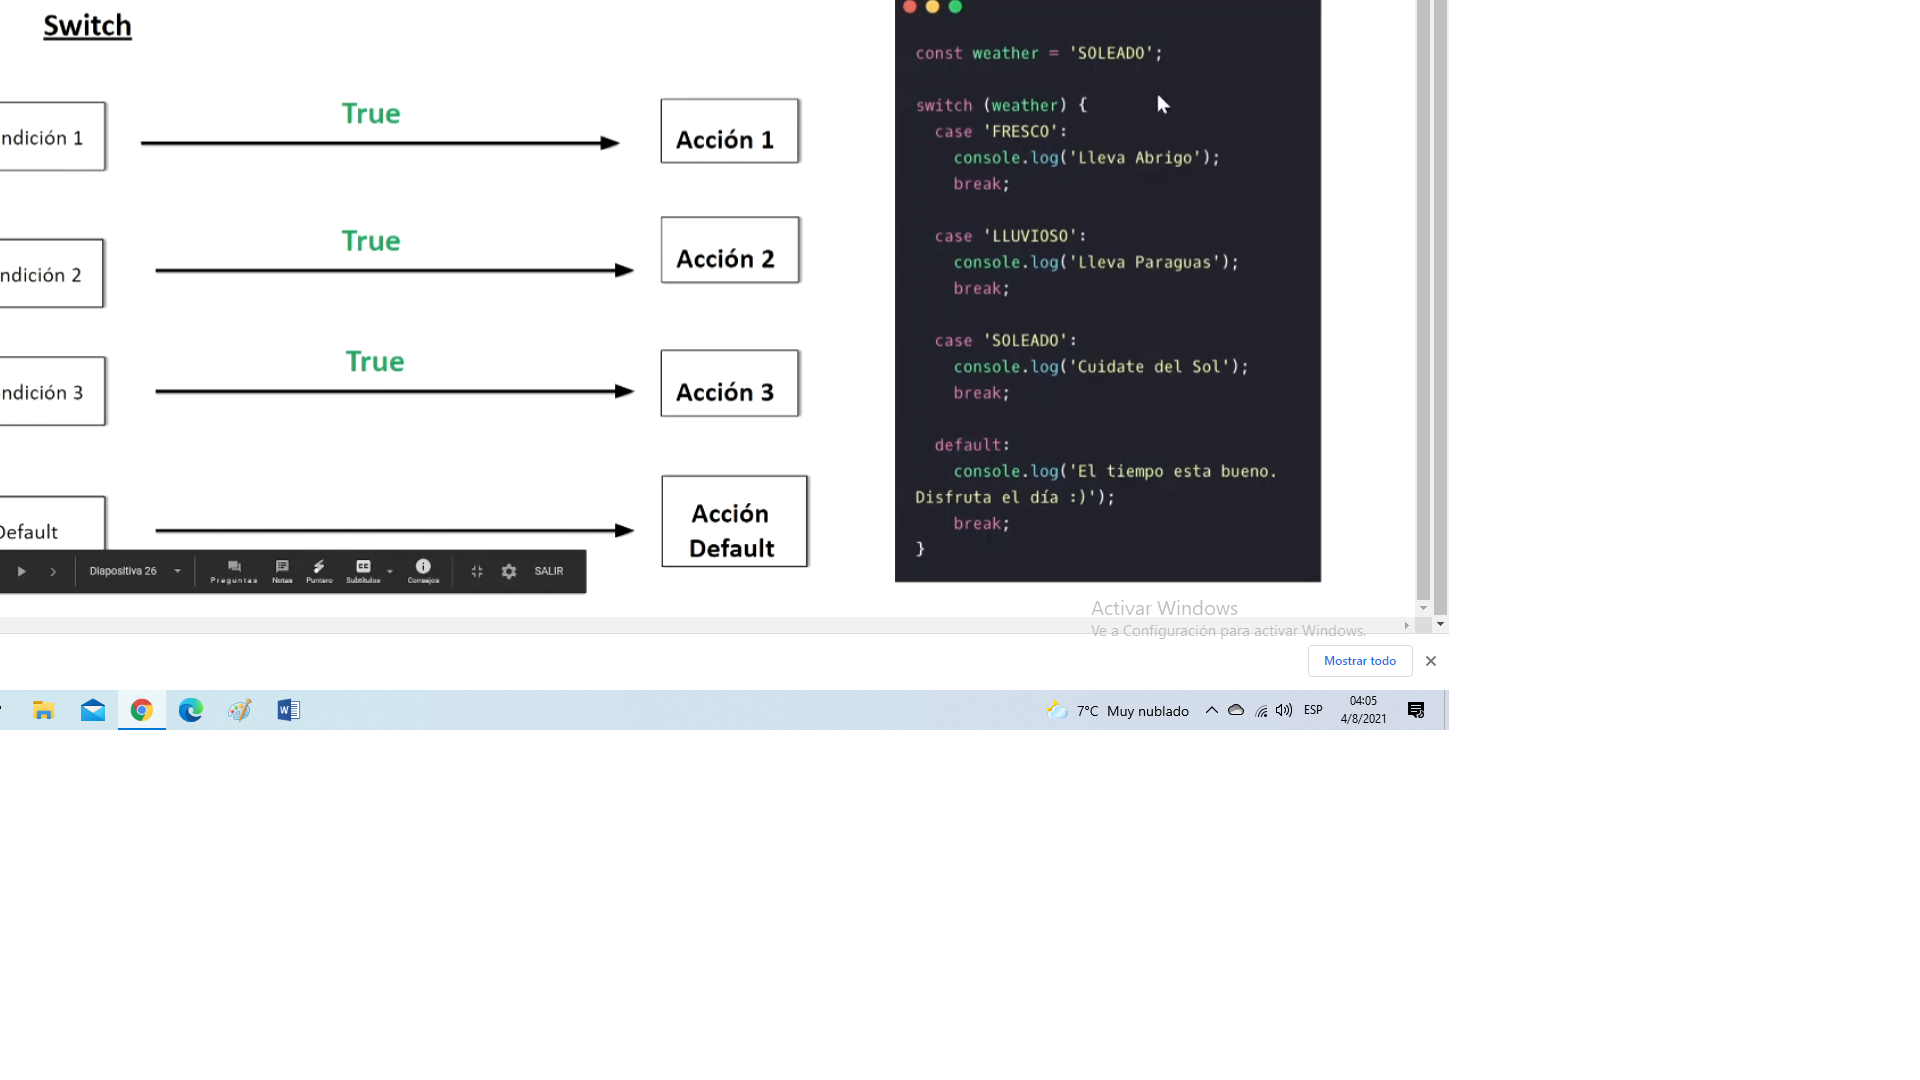 Switch
ndición 1
True
Acción 1
ndición 2
True
Acción 2
ndición 3
True
Acción 3
Default
Acción
Default
const weather = 'SOLEADO';
switch (weather) {
case 'FRESCO':
console.log('Lleva Abrigo');
break;
case 'LLUVIOSO':
console.log('Lleva Paraguas');
break;
case 'SOLEADO':
console.log('Cuidate del Sol');
break;
default:
console.log('El tiempo esta bueno.
Disfruta el día :)');
break;
}
Diapositiva 26
Preguntas
Notas
Puntero
Subtítulos
Consejos
SALIR
Activar Windows
Ve a Configuración para activar Windows.
Mostrar todo
7°C Muy nublado
ESP
04:05
4/8/2021